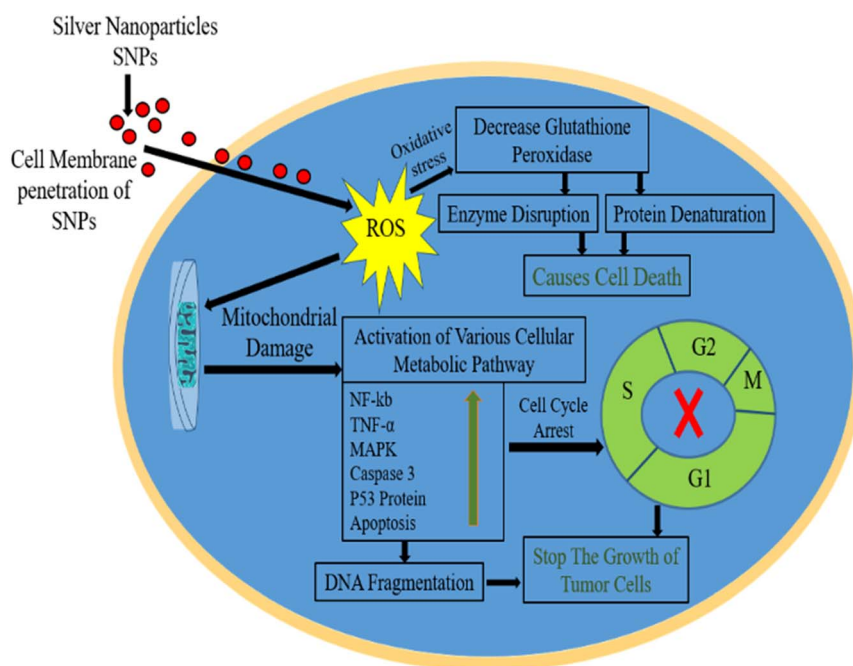 Silver Nanoparticles
SNPs
Cell Membrane
penetration of
SNPs
ROS
Oxidative
stress
Decrease Glutathione
Peroxidase
Enzyme Disruption
Protein Denaturation
Causes Cell Death
Mitochondrial
Damage
Activation of Various Cellular
Metabolic Pathway
NF-kb
TNF-α
MAPK
Caspase 3
P53 Protein
Apoptosis
Cell Cycle
Arrest
S
G2
M
G1
X
DNA Fragmentation
Stop The Growth of
Tumor Cells